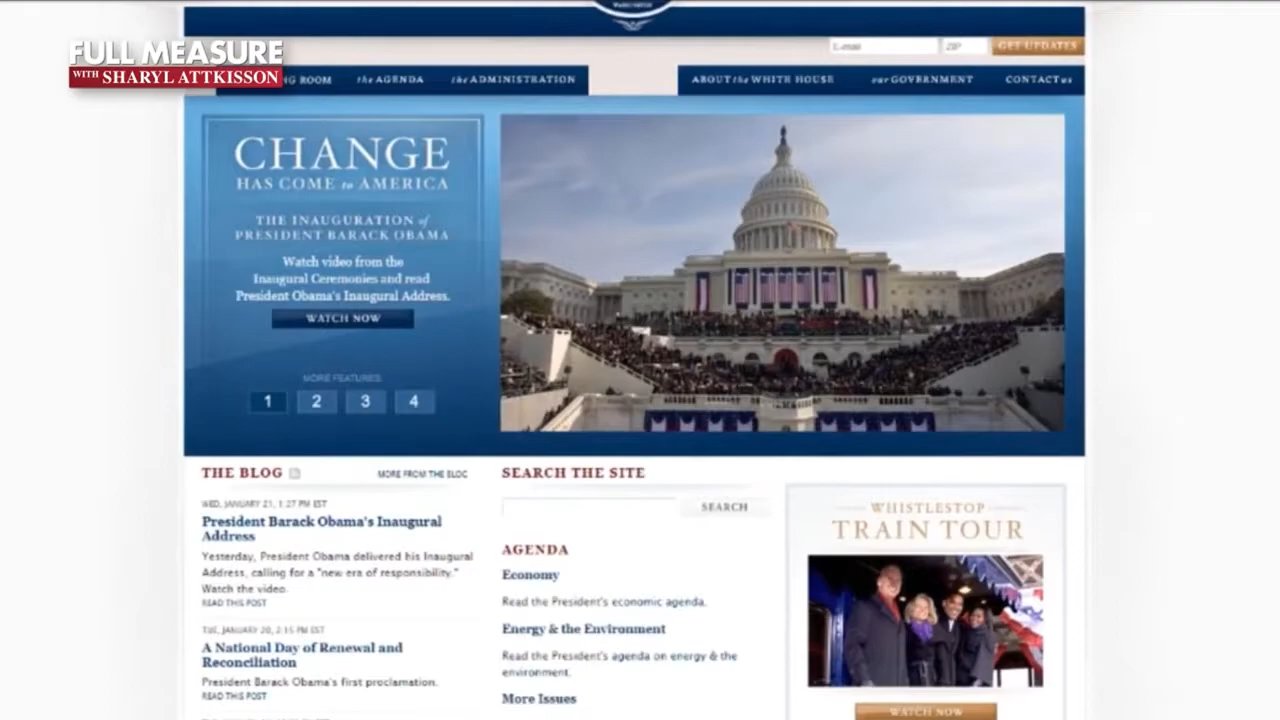 FULL MEASURE
WITH SHARYL ATTKISSON
E-mail
ZIP
GET UPDATES
NG ROOM
the AGENDA
the ADMINISTRATION
ABOUT the WHITE HOUSE
our GOVERNMENT
CONTACT us
CHANGE
HAS COME to AMERICA
THE INAUGURATION of
PRESIDENT BARACK OBAMA
Watch video from the
Inaugural Ceremonies and read
President Obama's Inaugural Address.
WATCH NOW
MORE FEATURES:
1 2 3 4
THE BLOG
MORE FROM THE BLOG
WED, JANUARY 21, 1:27 PM EST
President Barack Obama's Inaugural
Address
Yesterday, President Obama delivered his Inaugural
Address, calling for a "new era of responsibility."
Watch the video.
READ THIS POST
TUE, JANUARY 20, 2:15 PM EST
A National Day of Renewal and
Reconciliation
President Barack Obama's first proclamation.
READ THIS POST
SEARCH THE SITE
SEARCH
AGENDA
Economy
Read the President's economic agenda.
Energy & the Environment
Read the President's agenda on energy & the
environment.
More Issues
WHISTLESTOP
TRAIN TOUR
WATCH NOW